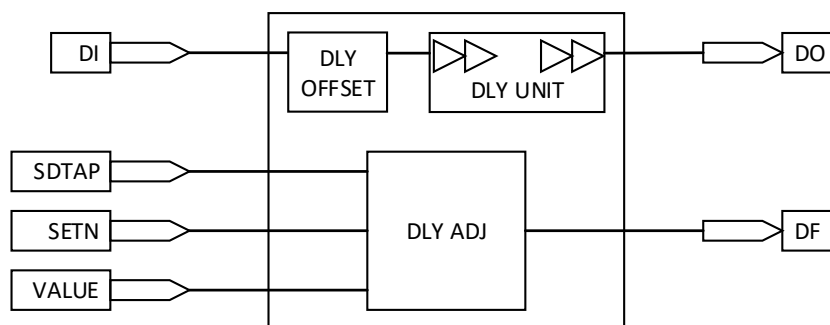 DI
DLY
OFFSET
DLY UNIT
DO
SDTAP
SETN
DLY ADJ
DF
VALUE